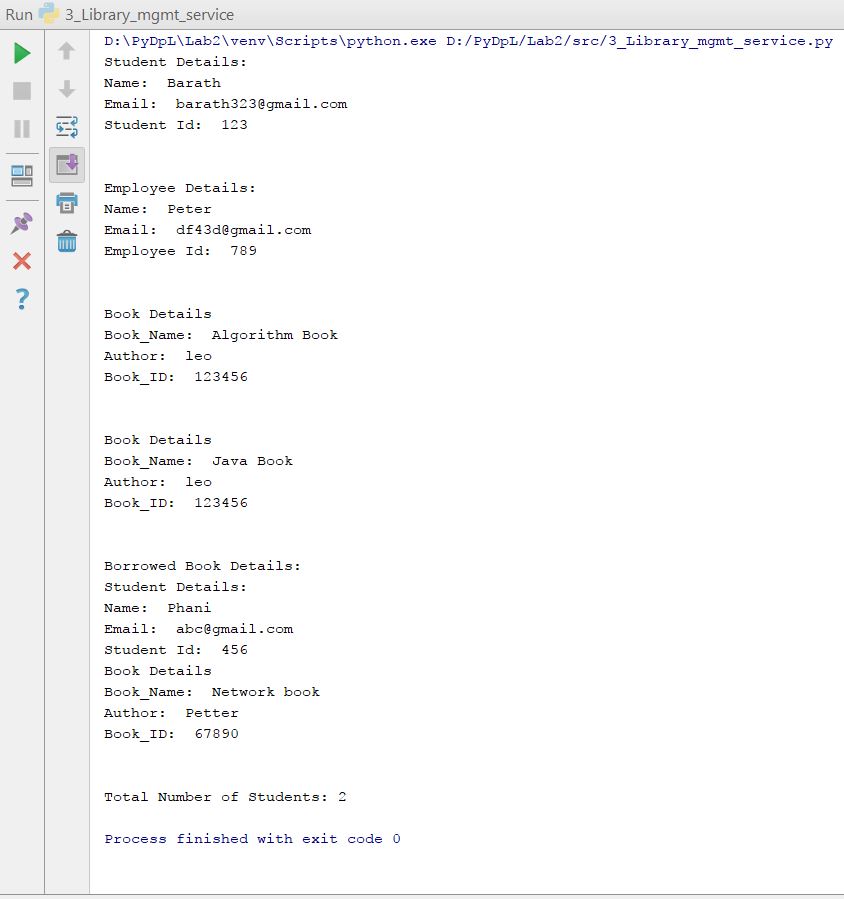 Run 3_Library_mgmt_service
D:\PyDpL\Lab2\venv\Scripts\python.exe D:/PyDpL/Lab2/src/3_Library_mgmt_service.py
Student Details:
Name:  Barath
Email:  barath323@gmail.com
Student Id:  123
Employee Details:
Name:  Peter
Email:  df43d@gmail.com
Employee Id:  789
Book Details
Book_Name:  Algorithm Book
Author:  leo
Book_ID:  123456
Book Details
Book_Name:  Java Book
Author:  leo
Book_ID:  123456
Borrowed Book Details:
Student Details:
Name:  Phani
Email:  abc@gmail.com
Student Id:  456
Book Details
Book_Name:  Network book
Author:  Petter
Book_ID:  67890
Total Number of Students: 2
Process finished with exit code 0